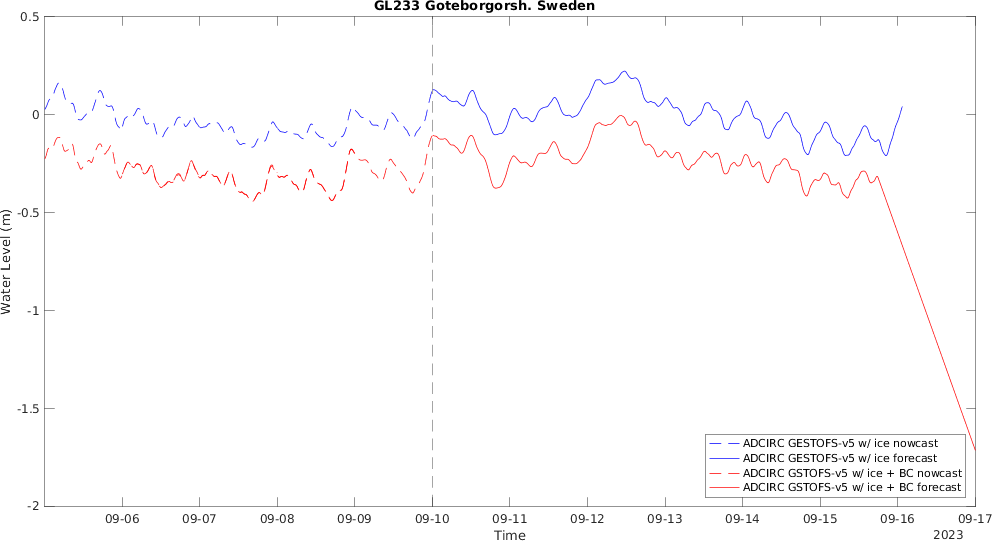 GL233 Goteborgorsh. Sweden
0.5
0
-0.5
-1
-1.5
-2
Water Level (m)
09-06 09-07 09-08 09-09 09-10 09-11 09-12 09-13 09-14 09-15 09-16 09-17
Time
2023
ADCIRC GESTOFS-v5 w/ ice nowcast
ADCIRC GESTOFS-v5 w/ ice forecast
ADCIRC GSTOFS-v5 w/ ice + BC nowcast
ADCIRC GSTOFS-v5 w/ ice + BC forecast